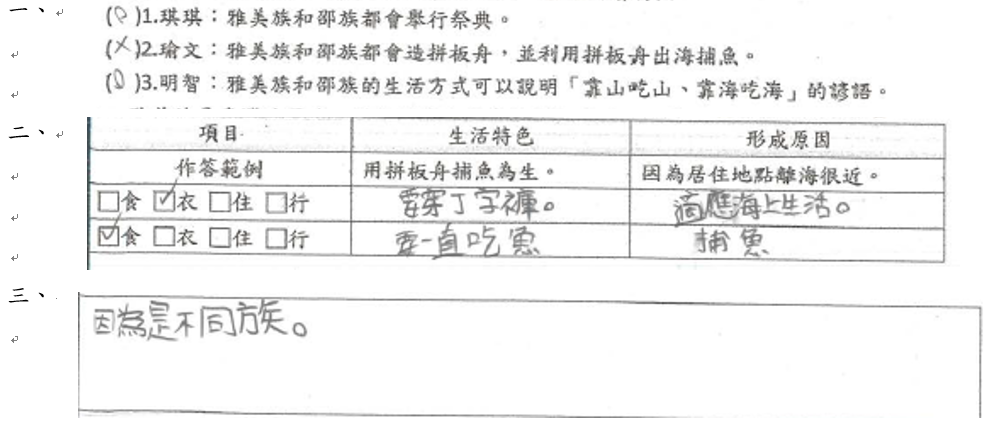 一、
(O)1.琪琪：雅美族和邵族都會舉行祭典。
(X)2.瑜文：雅美族和邵族都會造拼板舟，並利用拼板舟出海捕魚。
(O)3.明智：雅美族和邵族的生活方式可以說明「靠山吃山、靠海吃海」的諺語。
二、
項目 生活特色 形成原因
作答範例 用拼板舟捕魚為生。 因為居住地點離海很近。
□食 ☑衣 □住 □行 要穿丁字褲。 適應海上生活。
☑食 □衣 □住 □行 要一直吃魚 捕魚
三、
因為是不同族。